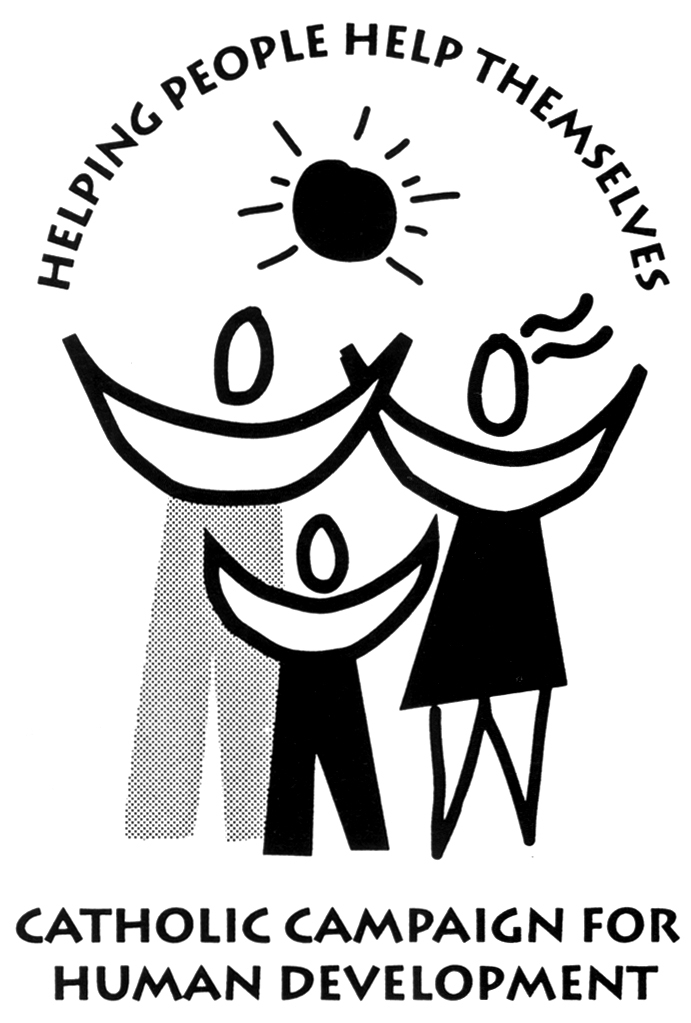 HELPING PEOPLE HELP THEMSELVES
CATHOLIC CAMPAIGN FOR
HUMAN DEVELOPMENT